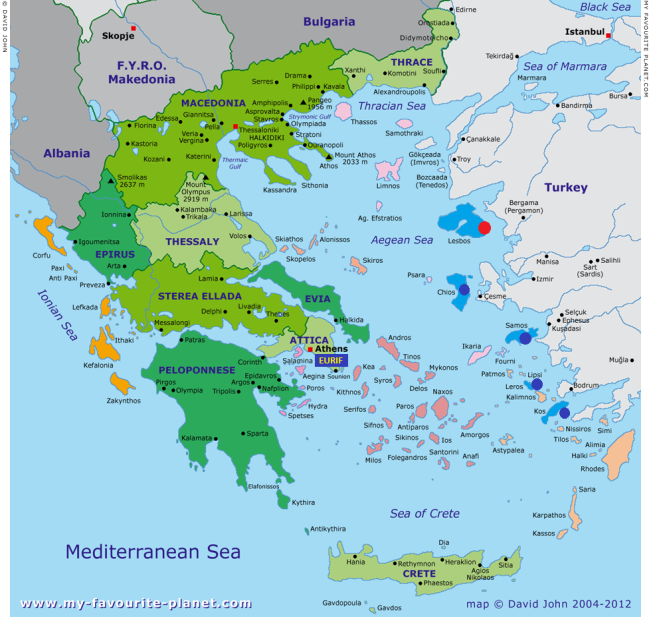 © DAVID JOHN
MY FAVOURITE PLANET.com
Black Sea
Bulgaria
Edirne
Orestiada
Didymoteicho
Istanbul
Skopje
F.Y.R.O.
Makedonia
THRACE
Tekirdağ
Sea of Marmara
Marmara
Xanthi
Komotini
Soufli
Drama
Serres
Philippi
Kavala
Alexandroupolis
Bursa
Bandirma
MACEDONIA
Amphipolis
Pangeo
1956 m
Thracian Sea
Asprovalta
Stavros
Strymonic Gulf
Giannitsa
Edessa
Pella
Florina
Thessaloniki
Olympiada
Thassos
Veria
Vergina
HALKIDIKI
Stratoni
Samothraki
Çanakkale
Kastoria
Poligyros
Ouranopoli
Albania
Kozani
Katerini
Thermaic
Gulf
Mount Athos
2033 m
Athos
Gökçeada
(Imvros)
Troy
Smolikas
2637 m
Mount
Olympus
2919 m
Kassandra
Sithonia
Limnos
Bozcaada
(Tenedos)
Turkey
Bergama
(Pergamon)
Ionnina
Kalambaka
Trikala
Larissa
Ag. Efstratios
Igoumenitsa
THESSALY
Volos
Skiathos
Alonissos
Aegean Sea
Lesbos
Corfu
EPIRUS
Skopelos
Paxi
Anti Paxi
Arta
Skiros
Manisa
Salihli
Sart
(Sardis)
Preveza
Lamia
Psara
Izmir
Ionian Sea
STEREA ELLADA
EVIA
Chios
Çeşme
Lefkada
Delphi
Livadia
Thebes
Halkida
Selçuk
Ephesus
Kuşadasi
Messalongi
Samos
Ithaki
Patras
ATTICA
Athens
Andros
Ikaria
Kefalonia
Corinth
Salamina
EURIF
Tinos
Fourni
Muğla
PELOPONNESE
Epidavros
Aegina
Sounion
Kea
Mykonos
Patmos
Lipsi
Zakynthos
Pirgos
Olympia
Argos
Nafplion
Poros
Kithnos
Syros
Delos
Leros
Bodrum
Tripolis
Naxos
Kalimnos
Hydra
Spetses
Serifos
Paros
Kos
Sifnos
Antiparos
Amorgos
Nissiros
Simi
Kalamata
Sparta
Sikinos
Ios
Tilos
Alimia
Milos
Folegandros
Santorini
Anafi
Astypalea
Halki
Rhodes
Elafonissos
Kythira
Saria
Sea of Crete
Karpathos
Antikythira
Kassos
Mediterranean Sea
Dia
Hania
Rethymnon
Heraklion
Sitia
CRETE
Agios
Nikolaos
Phaestos
Gavdopoula
Gavdos
www.my-favourite-planet.com
map © David John 2004-2012